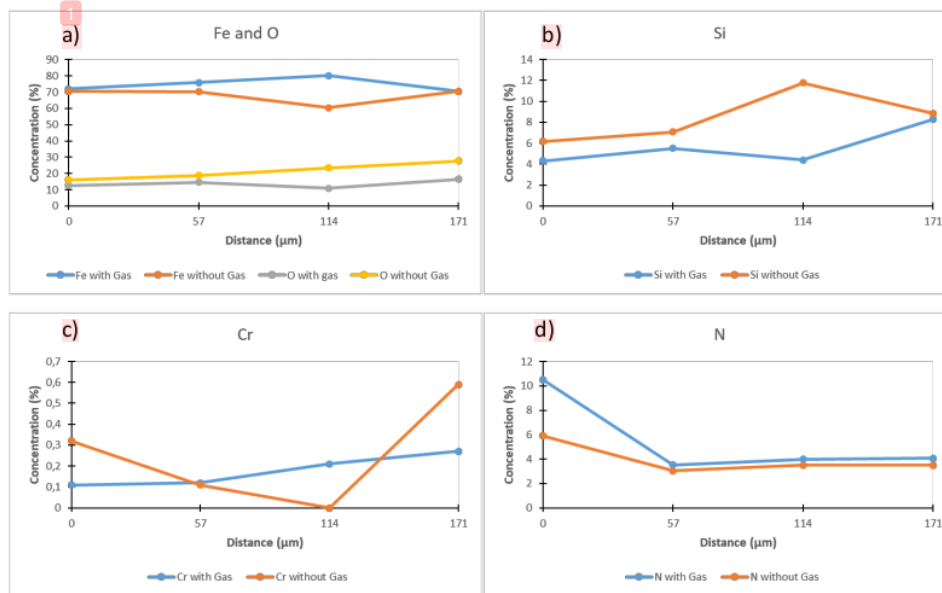 1
a)
Fe and O
Concentration (%)
90
80
70
60
50
40
30
20
10
0
0 57 114 171
Distance (μm)
Fe with Gas Fe without Gas O with gas O without Gas
b)
Si
Concentration (%)
14
12
10
8
6
4
2
0
0 57 114 171
Distance (μm)
Si with Gas Si without Gas
c)
Cr
Concentration (%)
0,7
0,6
0,5
0,4
0,3
0,2
0,1
0
0 57 114 171
Distance (μm)
Cr with Gas Cr without Gas
d)
N
Concentration (%)
12
10
8
6
4
2
0
0 57 114 171
Distance (μm)
N with Gas N without Gas